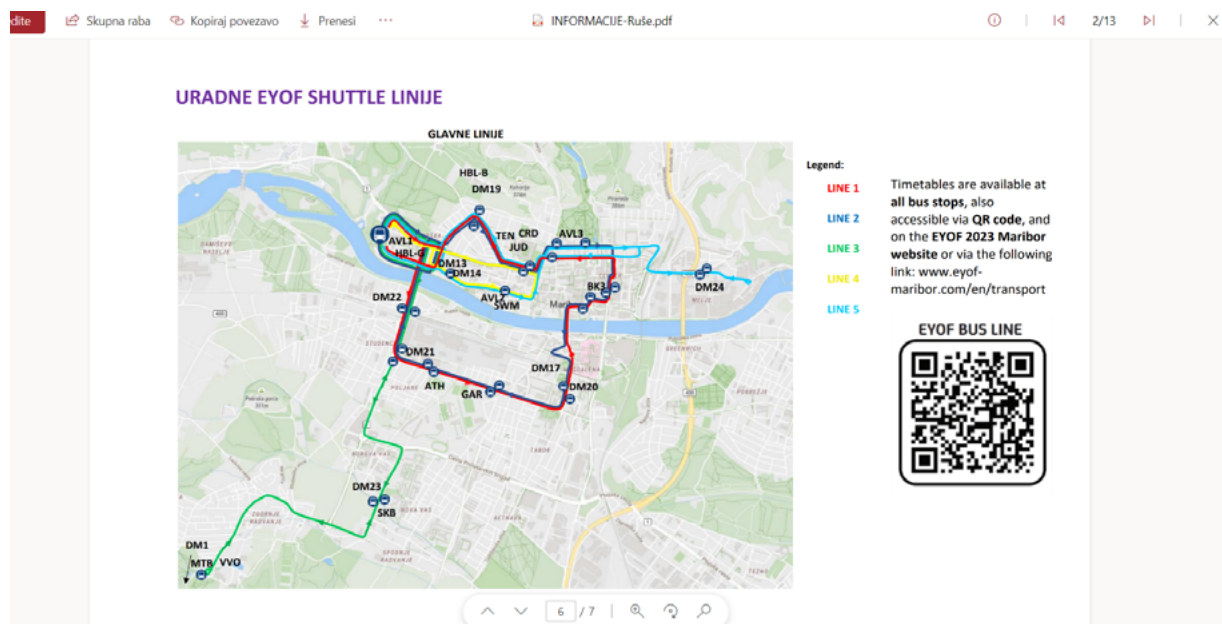 dite
Skupna raba
Kopiraj povezavo
Prenesi
···
INFORMACIJE-Ruše.pdf
2/13
URADNE EYOF SHUTTLE LINIJE
GLAVNE LINIJE
HBL-B
DM19
TEN
CRD
JUD
AVL3
AVL1
HBL-G
DM13
DM14
AVL2
SWM
BK3
DM24
DM22
DM21
ATH
GAR
DM17
DM20
DM23
SKB
DM1
MTB VVO
MELJE
TABOR
Legend:
LINE 1
LINE 2
LINE 3
LINE 4
LINE 5
Timetables are available at
all bus stops, also
accessible via QR code, and
on the EYOF 2023 Maribor
website or via the following
link: www.eyof-
maribor.com/en/transport
EYOF BUS LINE
6 / 7